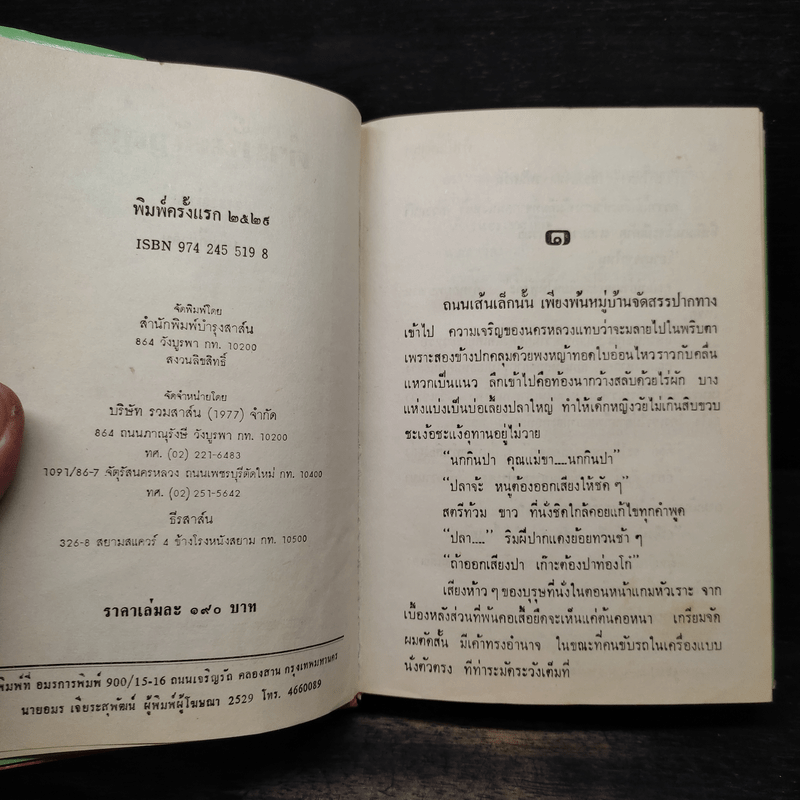 พิมพ์ครั้งแรก ๒๕๒๙
ISBN 974 245 519 8
จัดพิมพ์โดย
สำนักพิมพ์บำรุงสาส์น
864 วังบูรพา กท. 10200
สงวนลิขสิทธิ์
จัดจำหน่ายโดย
บริษัท รวมสาส์น (1977) จำกัด
864 ถนนภาณุรังษี วังบูรพา กท. 10200
ทศ. (02) 221-6483
1091/86-7 จัตุรัสนครหลวง ถนนเพชรบุรีตัดใหม่ กท. 10400
ทศ. (02) 251-5642
ธีรสาส์น
326-8 สยามสแควร์ 4 ข้างโรงหนังสยาม กท. 10500
ราคาเล่มละ ๑๙๐ บาท
พิมพ์ที่ อมรการพิมพ์ 900/15-16 ถนนเจริญรัถ คลองสาน กรุงเทพมหานคร
นายอมร เจียระสุพัฒน์ ผู้พิมพ์ผู้โฆษณา 2529 โทร. 4660089
๑
ถนนเส้นเล็กนั้น เพียงพ้นหมู่บ้านจัดสรรปากทาง
เข้าไป ความเจริญของนครหลวงแทบว่าจะมลายไปในพริบตา
เพราะสองข้างปกคลุมด้วยพงหญ้าทอดใบอ่อนไหวราวกับคลื่น
แหวกเป็นแนว ลึกเข้าไปคือท้องนากว้างสลับด้วยไร่ผัก บาง
แห่งแบ่งเป็นบ่อเลี้ยงปลาใหญ่ ทำให้เด็กหญิงวัยไม่เกินสิบขวบ
ชะเง้อชะแง้อุทานอยู่ไม่วาย
“นกกินปา คุณแม่ขา....นกกินปา”
“ปลาจ้ะ หนูต้องออกเสียงให้ชัด ๆ”
สตรีท้วม ขาว ที่นั่งชิดใกล้คอยแก้ไขทุกคำพูด
“ปลา....” ริมฝีปากแดงย้อยทวนซ้ำ ๆ
“ถ้าออกเสียงปา เก๊าะต้องปาท่องโก๋”
เสียงห้าว ๆ ของบุรุษที่นั่งในตอนหน้าแกมหัวเราะ จาก
เบื้องหลังส่วนที่พ้นคอเสื้อยืดจะเห็นแค่ต้นคอหนา เกรียมจัด
ผมตัดสั้น มีเค้าทรงอำนาจ ในขณะที่คนขับรถในเครื่องแบบ
นั่งตัวตรง ทีท่าระมัดระวังเต็มที่